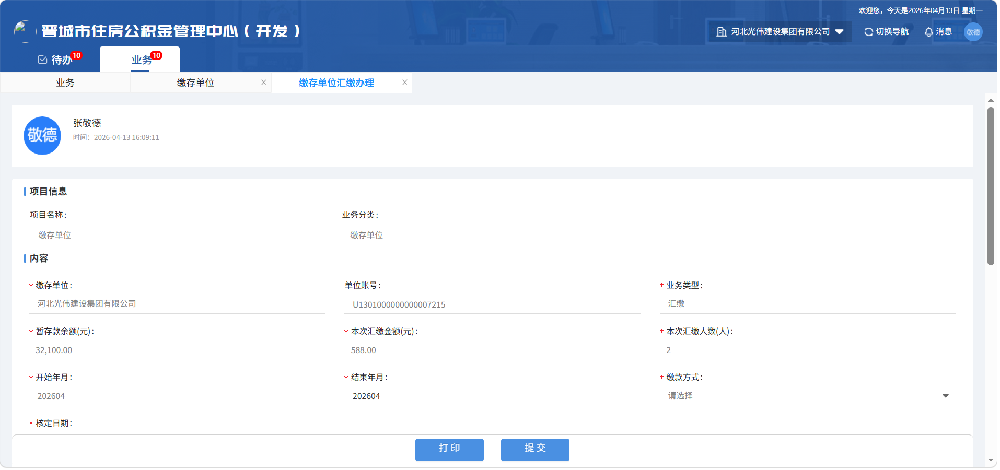 欢迎您，今天是2026年04月13日 星期一
晋城市住房公积金管理中心（开发）
河北光伟建设集团有限公司 切换导航 消息 敬德
待办 10 业务 10
业务 缴存单位 缴存单位汇缴办理
敬德
张敬德
时间：2026-04-13 16:09:11
项目信息
项目名称： 业务分类：
缴存单位 缴存单位
内容
* 缴存单位： 单位账号： * 业务类型：
河北光伟建设集团有限公司 U1301000000000007215 汇缴
* 暂存款余额(元)： * 本次汇缴金额(元)： * 本次汇缴人数(人)：
32,100.00 588.00 2
* 开始年月： * 结束年月： * 缴款方式：
202604 202604 请选择
* 核定日期：
打印 提交